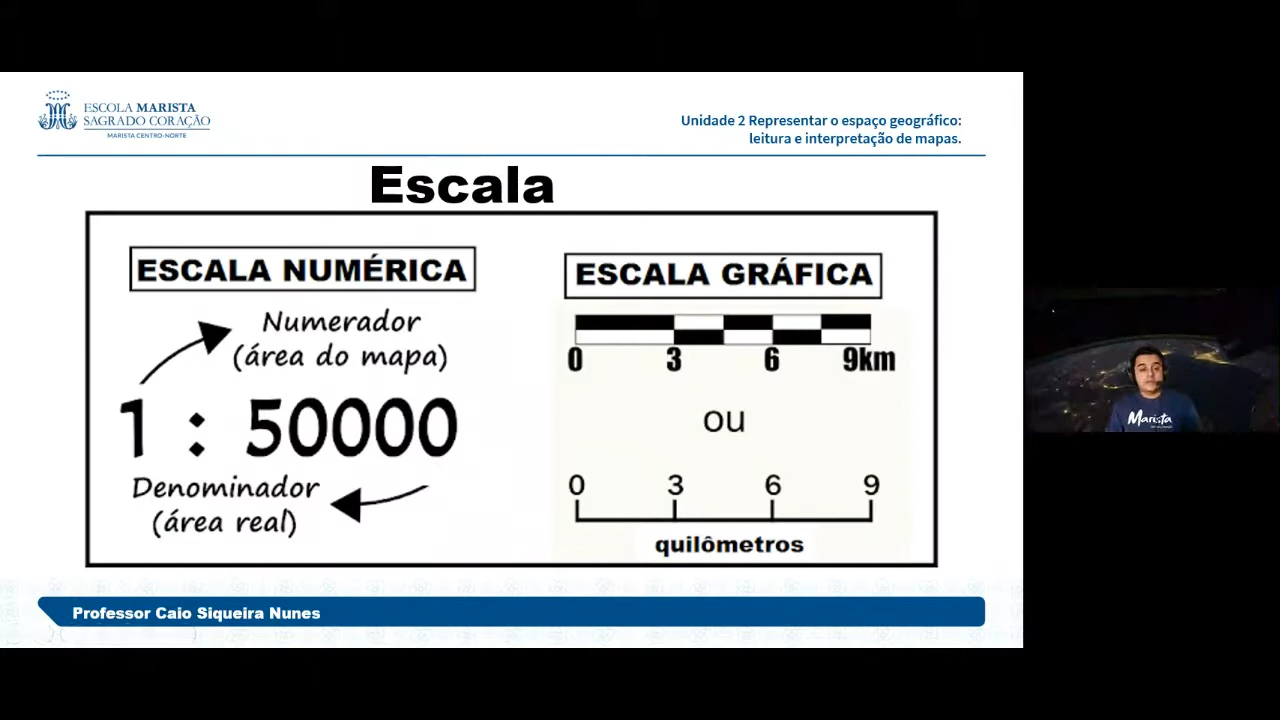 ESCOLA MARISTA
SAGRADO CORAÇÃO
MARISTA CENTRO-NORTE
Unidade 2 Representar o espaço geográfico:
leitura e interpretação de mapas.
Escala
ESCALA NUMÉRICA
Numerador
(área do mapa)
1 : 50000
Denominador
(área real)
ESCALA GRÁFICA
0 3 6 9km
ou
0 3 6 9
quilômetros
Marista
Professor Caio Siqueira Nunes